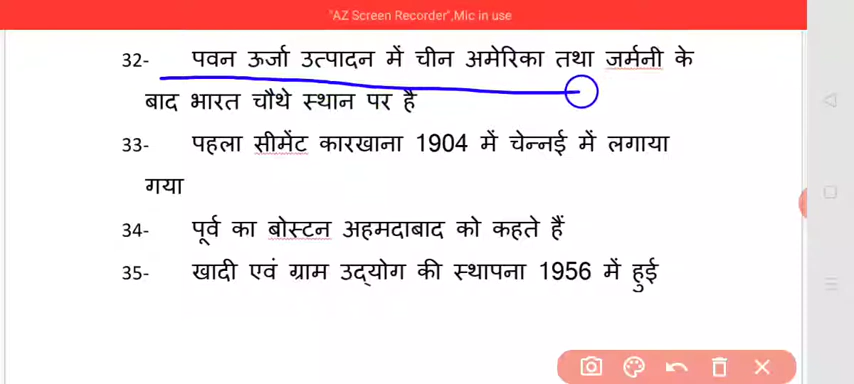 "AZ Screen Recorder",Mic in use
32- पवन ऊर्जा उत्पादन में चीन अमेरिका तथा जर्मनी के
बाद भारत चौथे स्थान पर है
33- पहला सीमेंट कारखाना 1904 में चेन्नई में लगाया
गया
34- पूर्व का बोस्टन अहमदाबाद को कहते हैं
35- खादी एवं ग्राम उद्योग की स्थापना 1956 में हुई